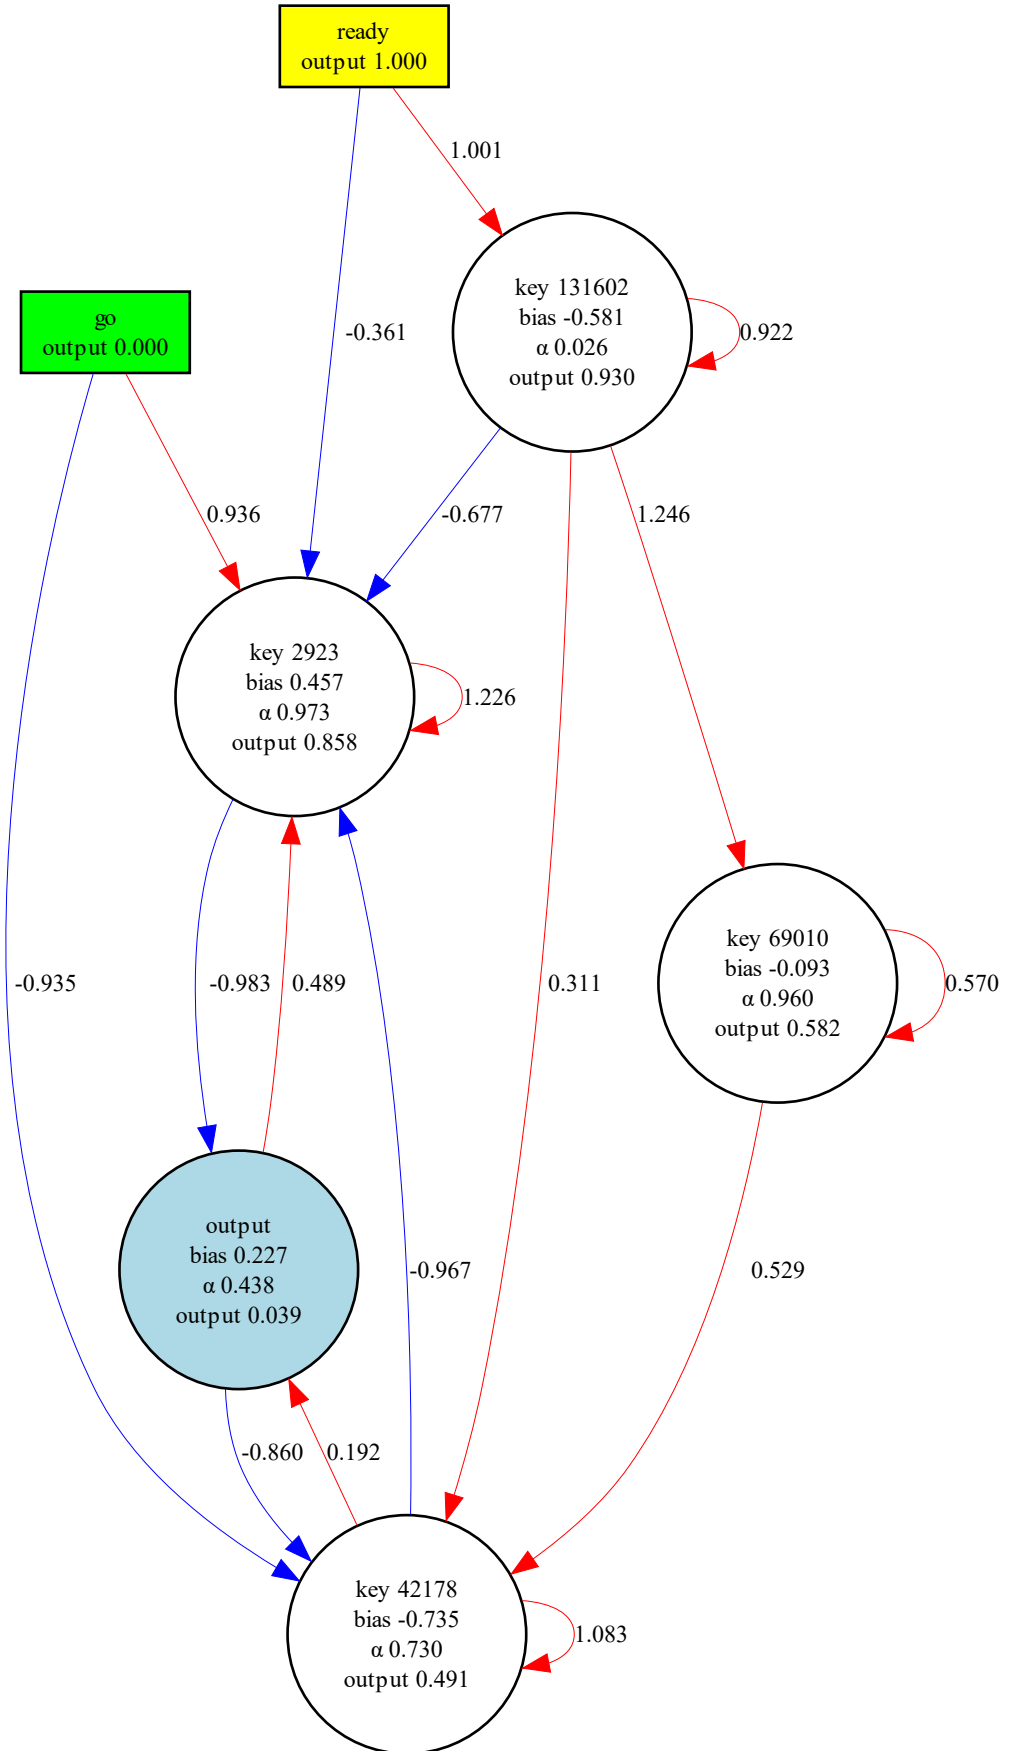 ready
output 1.000
1.001
key 131602
bias -0.581
α 0.026
output 0.930
0.922
go
output 0.000
-0.361
0.936
-0.677
1.246
key 2923
bias 0.457
α 0.973
output 0.858
1.226
key 69010
bias -0.093
α 0.960
output 0.582
0.570
-0.935
-0.983
0.489
0.311
output
bias 0.227
α 0.438
output 0.039
-0.967
0.529
-0.860
0.192
key 42178
bias -0.735
α 0.730
output 0.491
1.083